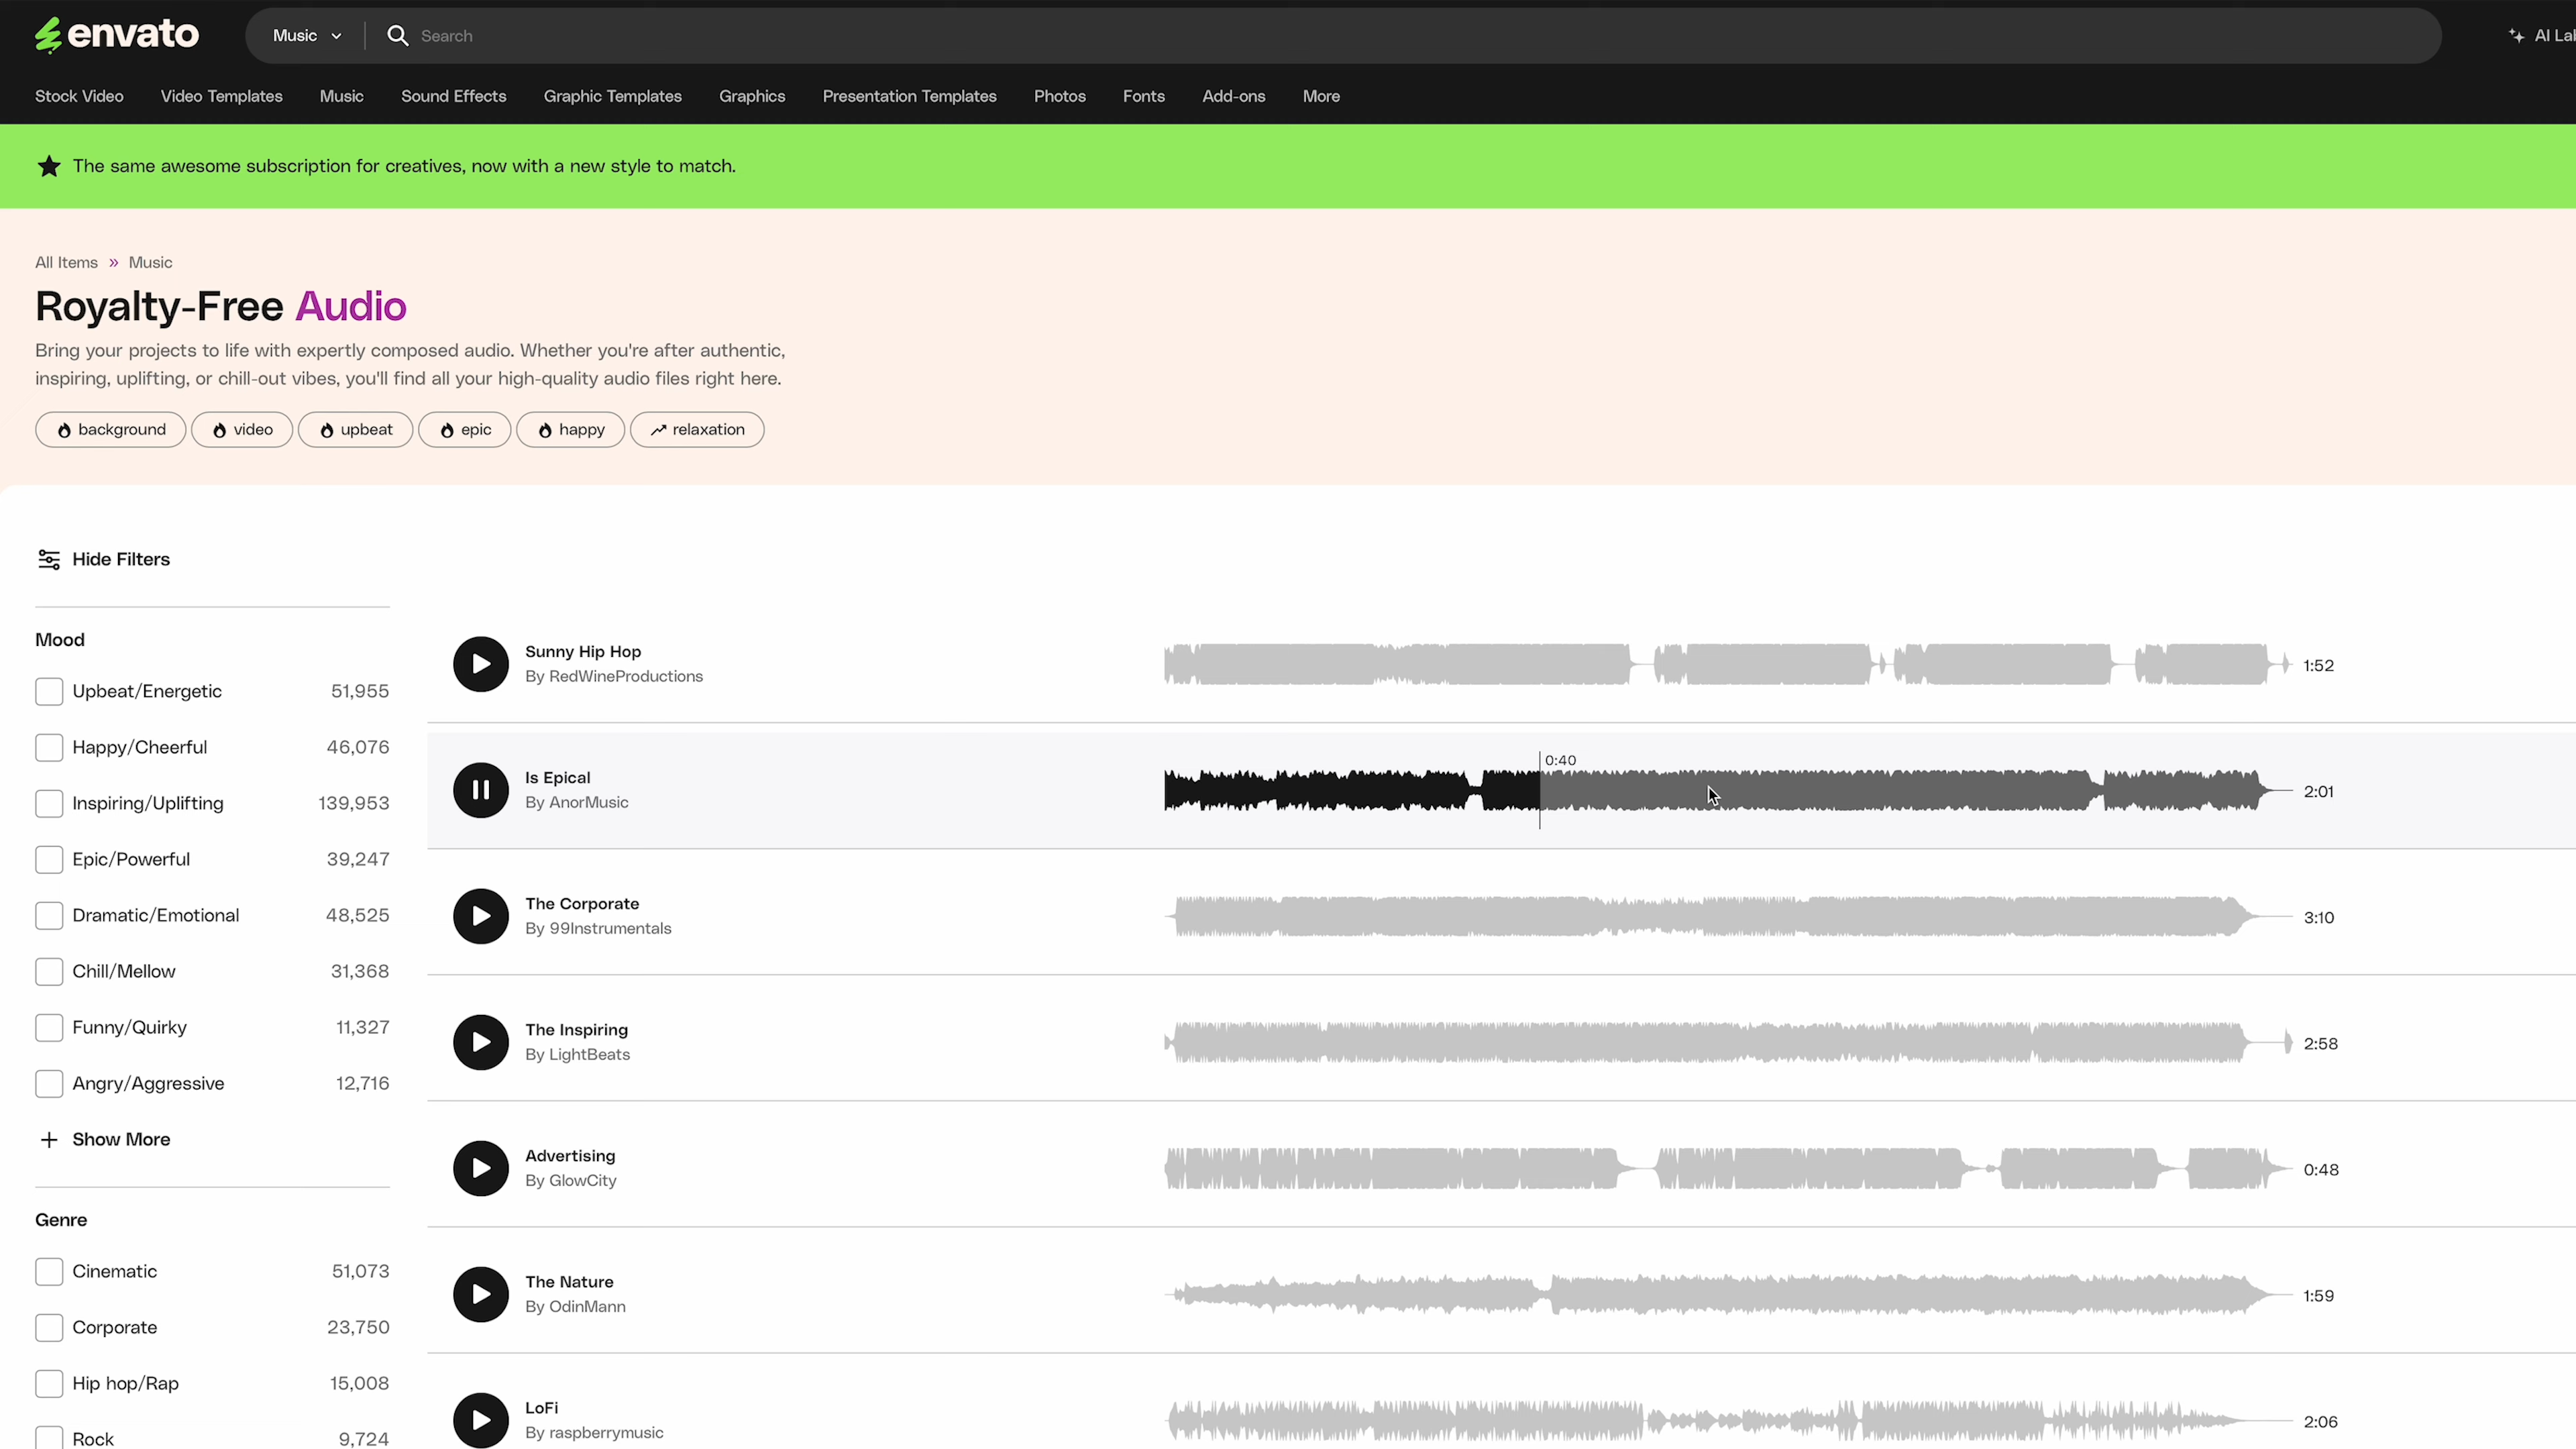 envato
Music
Search
AI La
Stock Video
Video Templates
Music
Sound Effects
Graphic Templates
Graphics
Presentation Templates
Photos
Fonts
Add-ons
More
The same awesome subscription for creatives, now with a new style to match.
All Items » Music
Royalty-Free Audio
Bring your projects to life with expertly composed audio. Whether you're after authentic,
inspiring, uplifting, or chill-out vibes, you'll find all your high-quality audio files right here.
background
video
upbeat
epic
happy
relaxation
Hide Filters
Mood
Upbeat/Energetic 51,955
Happy/Cheerful 46,076
Inspiring/Uplifting 139,953
Epic/Powerful 39,247
Dramatic/Emotional 48,525
Chill/Mellow 31,368
Funny/Quirky 11,327
Angry/Aggressive 12,716
Show More
Genre
Cinematic 51,073
Corporate 23,750
Hip hop/Rap 15,008
Rock 9,724
Sunny Hip Hop
By RedWineProductions
1:52
Is Epical
By AnorMusic
0:40
2:01
The Corporate
By 99Instrumentals
3:10
The Inspiring
By LightBeats
2:58
Advertising
By GlowCity
0:48
The Nature
By OdinMann
1:59
LoFi
By raspberrymusic
2:06